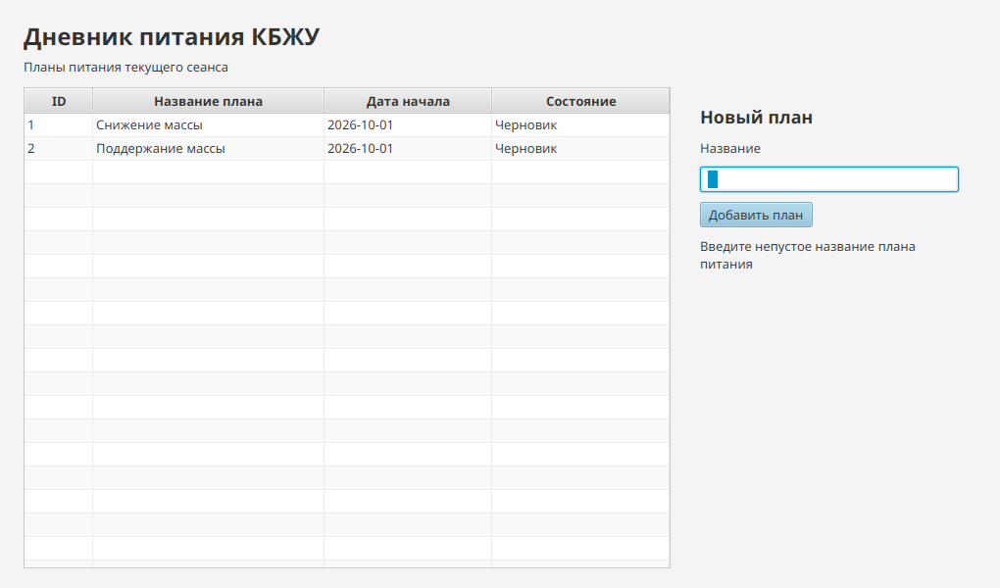 Дневник питания КБЖУ
Планы питания текущего сеанса
ID Название плана Дата начала Состояние
1 Снижение массы 2026-10-01 Черновик
2 Поддержание массы 2026-10-01 Черновик
Новый план
Название
Добавить план
Введите непустое название плана
питания